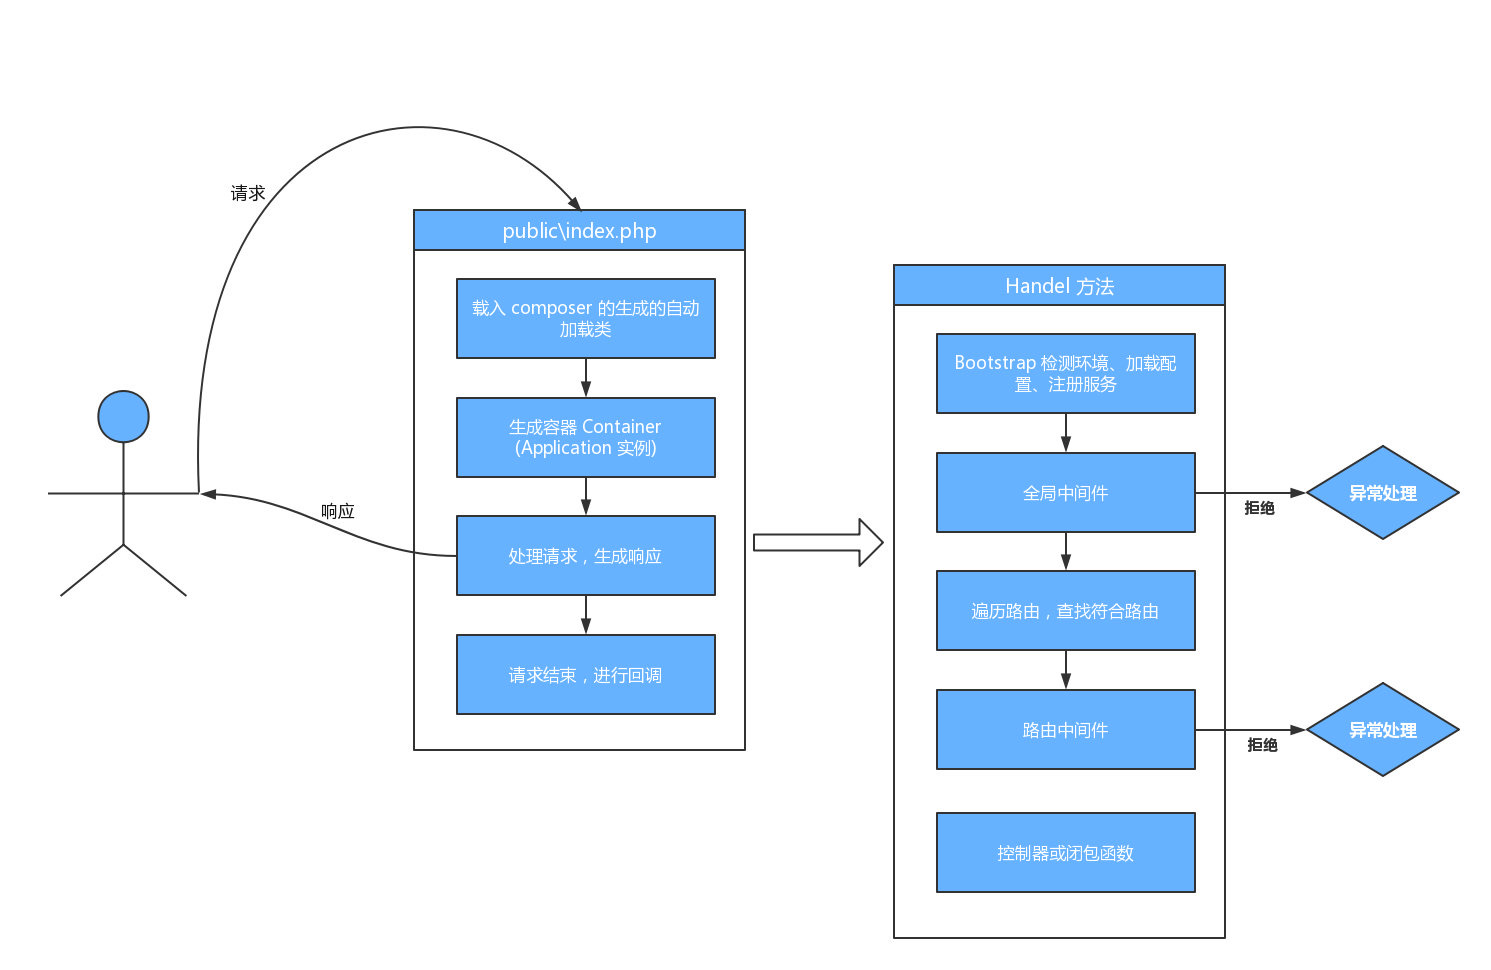 请求
public\index.php
载入 composer 的生成的自动
加载类
生成容器 Container
(Application 实例)
响应
处理请求，生成响应
请求结束，进行回调
Handel 方法
Bootstrap 检测环境、加载配
置、注册服务
全局中间件
拒绝
异常处理
遍历路由，查找符合路由
路由中间件
拒绝
异常处理
控制器或闭包函数